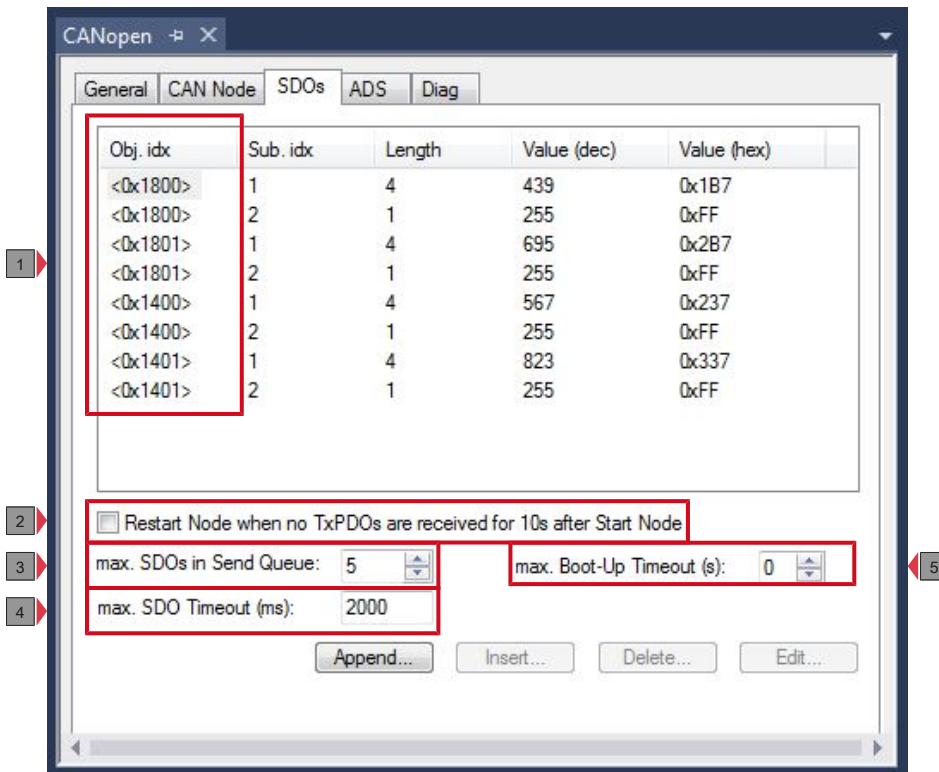 CANopen
General CAN Node SDOs ADS Diag
Obj. idx Sub. idx Length Value (dec) Value (hex)
<0x1800> 1 4 439 0x1B7
<0x1800> 2 1 255 0xFF
<0x1801> 1 4 695 0x2B7
<0x1801> 2 1 255 0xFF
<0x1400> 1 4 567 0x237
<0x1400> 2 1 255 0xFF
<0x1401> 1 4 823 0x337
<0x1401> 2 1 255 0xFF
1
2 Restart Node when no TxPDOs are received for 10s after Start Node
3 max. SDOs in Send Queue: 5 max. Boot-Up Timeout (s): 0 5
4 max. SDO Timeout (ms): 2000
Append... Insert... Delete... Edit...